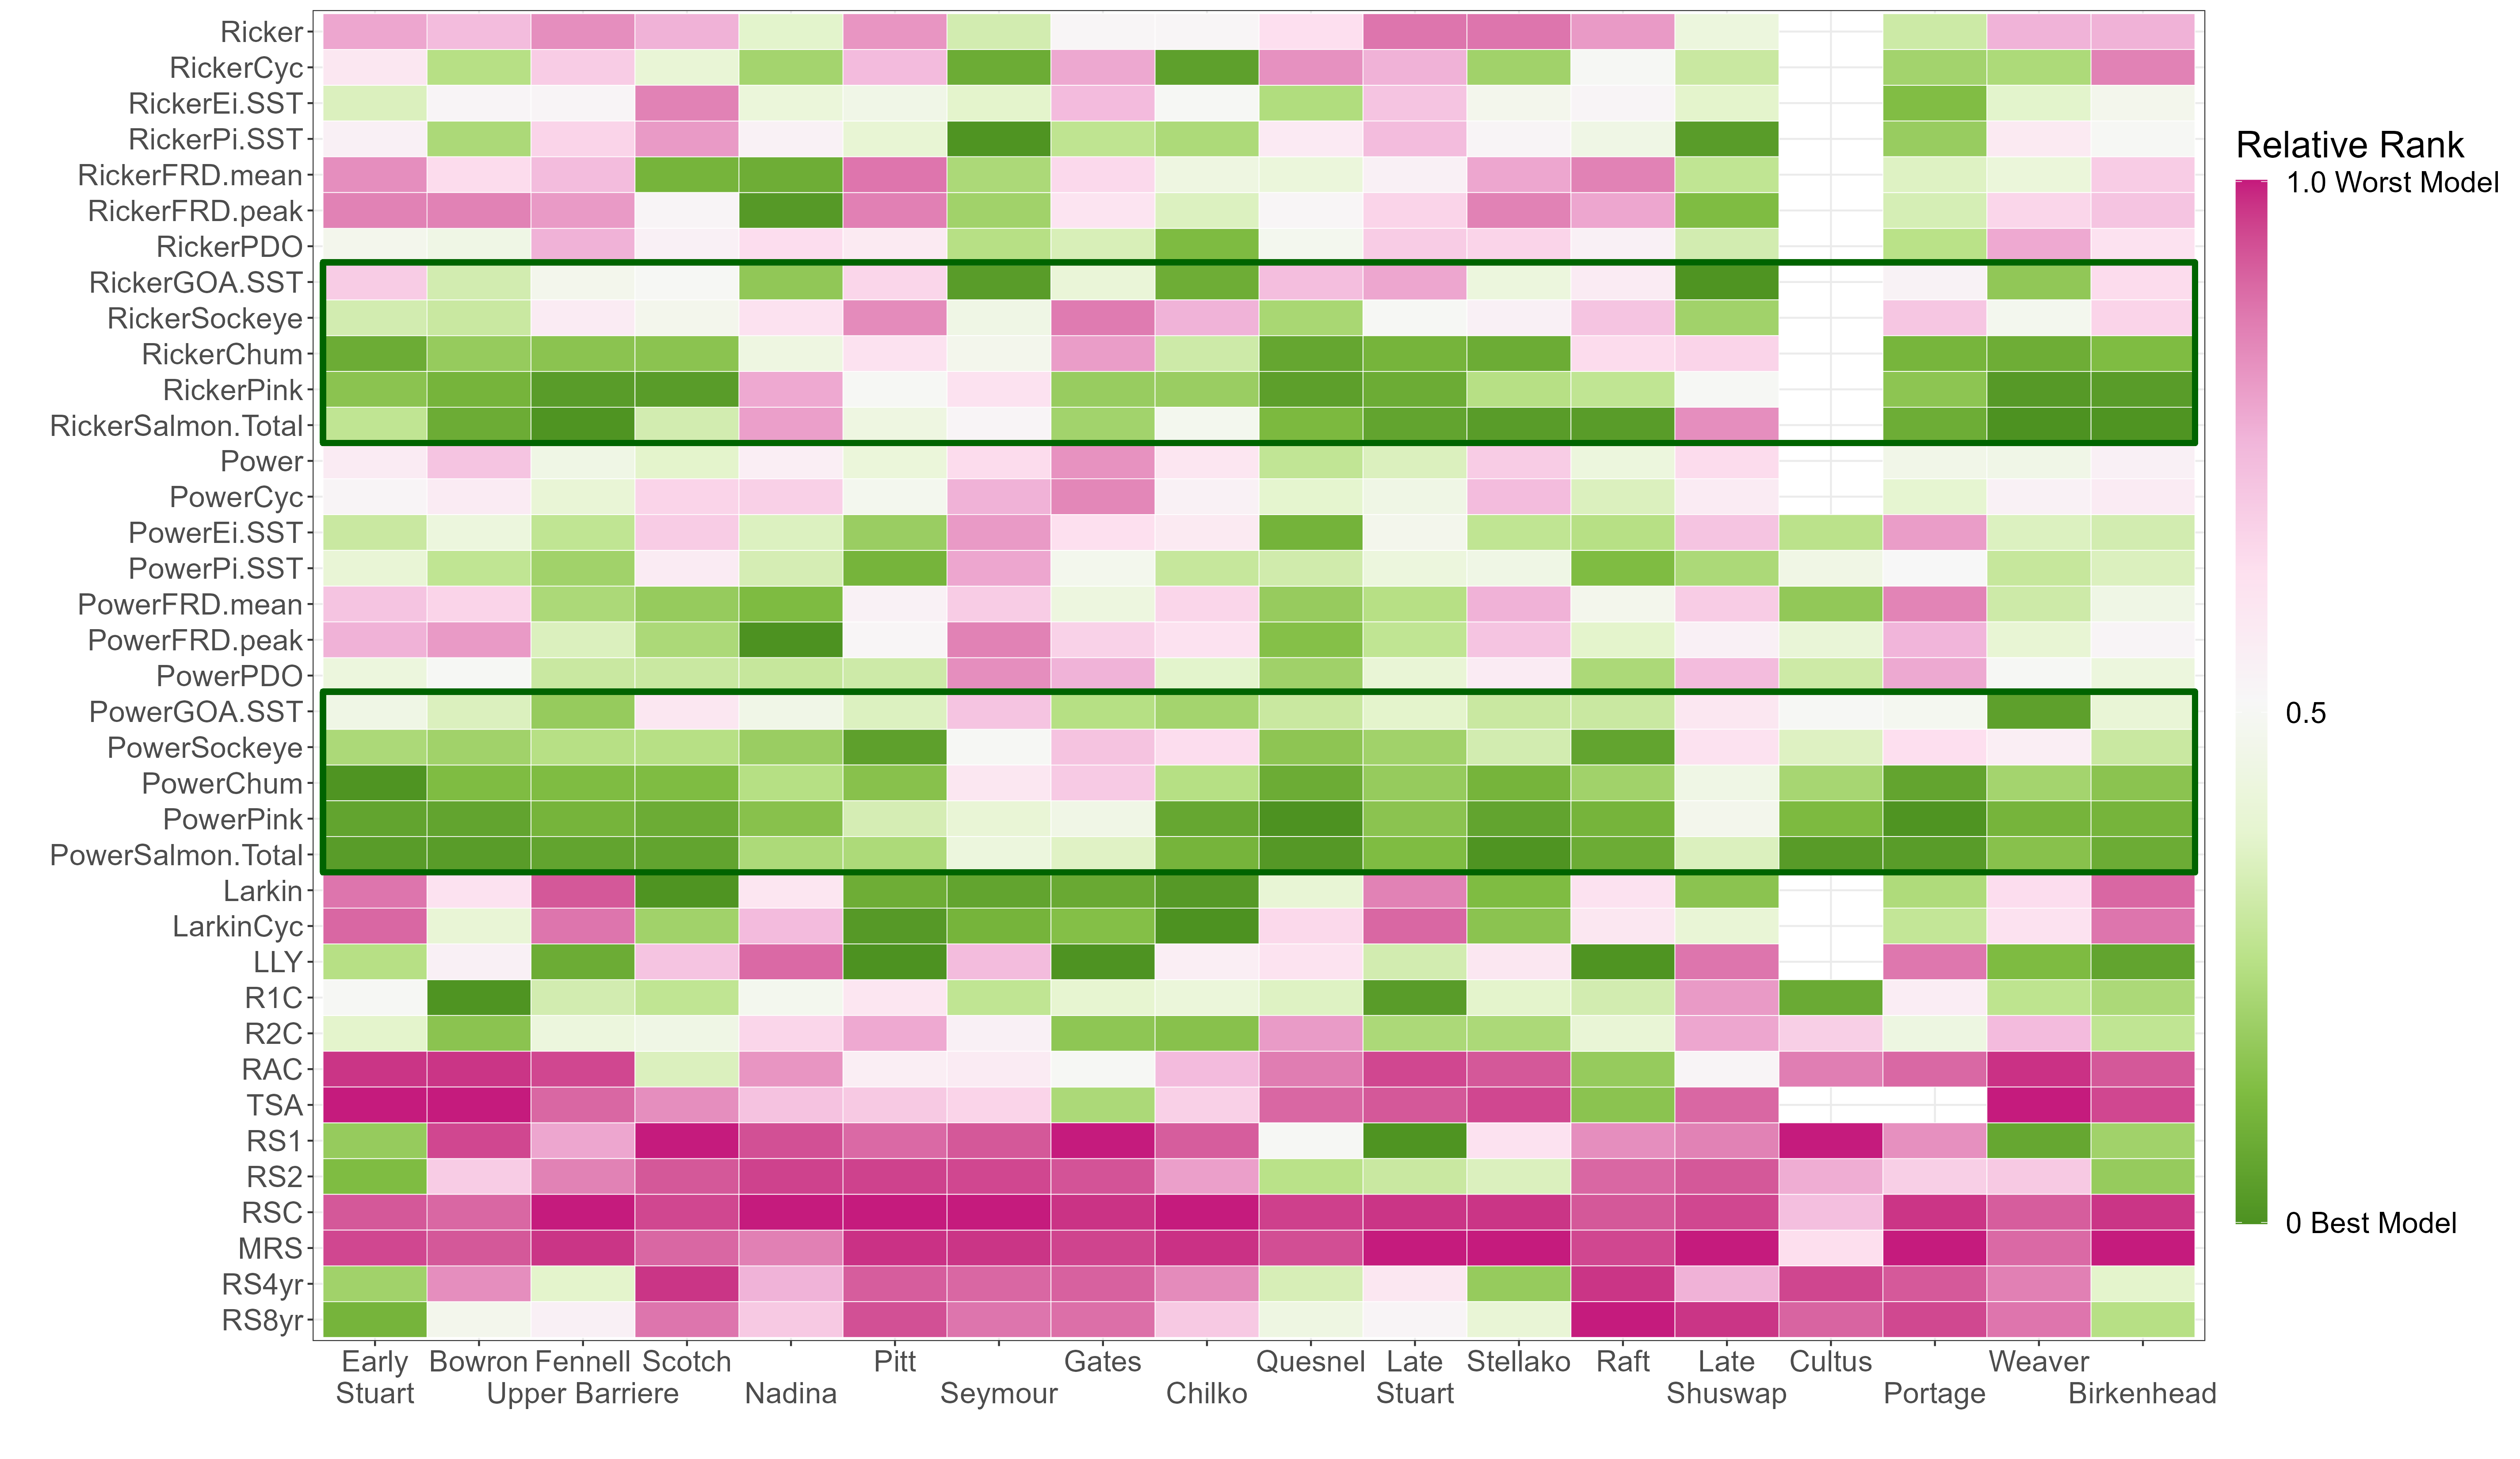 Ricker
RickerCyc
RickerEi.SST
RickerPi.SST
RickerFRD.mean
RickerFRD.peak
RickerPDO
RickerGOA.SST
RickerSockeye
RickerChum
RickerPink
RickerSalmon.Total
Power
PowerCyc
PowerEi.SST
PowerPi.SST
PowerFRD.mean
PowerFRD.peak
PowerPDO
PowerGOA.SST
PowerSockeye
PowerChum
PowerPink
PowerSalmon.Total
Larkin
LarkinCyc
LLY
R1C
R2C
RAC
TSA
RS1
RS2
RSC
MRS
RS4yr
RS8yr
Early
Stuart
Bowron
Fennell
Upper Barriere
Scotch
Nadina
Pitt
Seymour
Gates
Chilko
Quesnel
Late
Stuart
Stellako
Raft
Late
Shuswap
Cultus
Portage
Weaver
Birkenhead
Relative Rank
1.0 Worst Model
0.5
0 Best Model